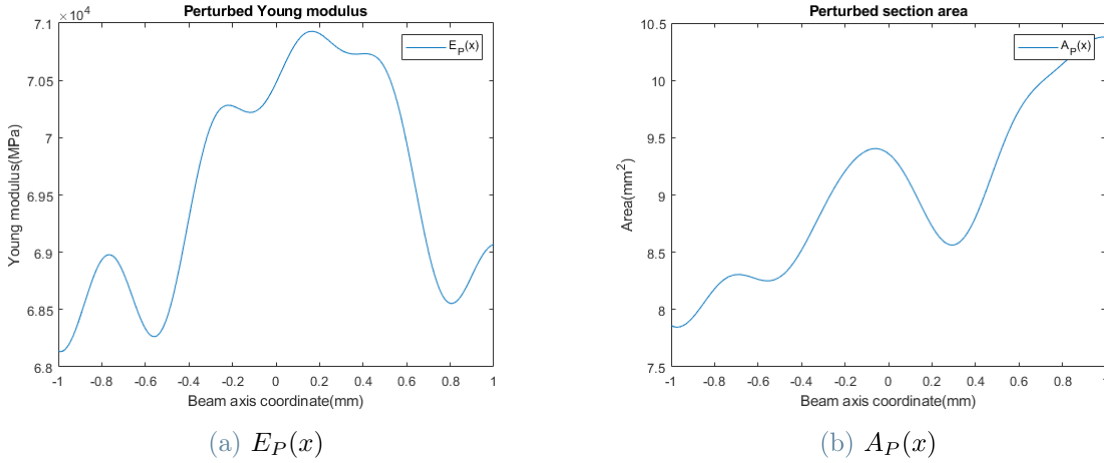 ×10⁴
Perturbed Young modulus
7.1
7.05
7
6.95
6.9
6.85
6.8
Young modulus(MPa)
E_P(x)
-1 -0.8 -0.6 -0.4 -0.2 0 0.2 0.4 0.6 0.8 1
Beam axis coordinate(mm)
(a) E_P(x)
Perturbed section area
10.5
10
9.5
9
8.5
8
7.5
Area(mm²)
A_P(x)
-1 -0.8 -0.6 -0.4 -0.2 0 0.2 0.4 0.6 0.8 1
Beam axis coordinate(mm)
(b) A_P(x)